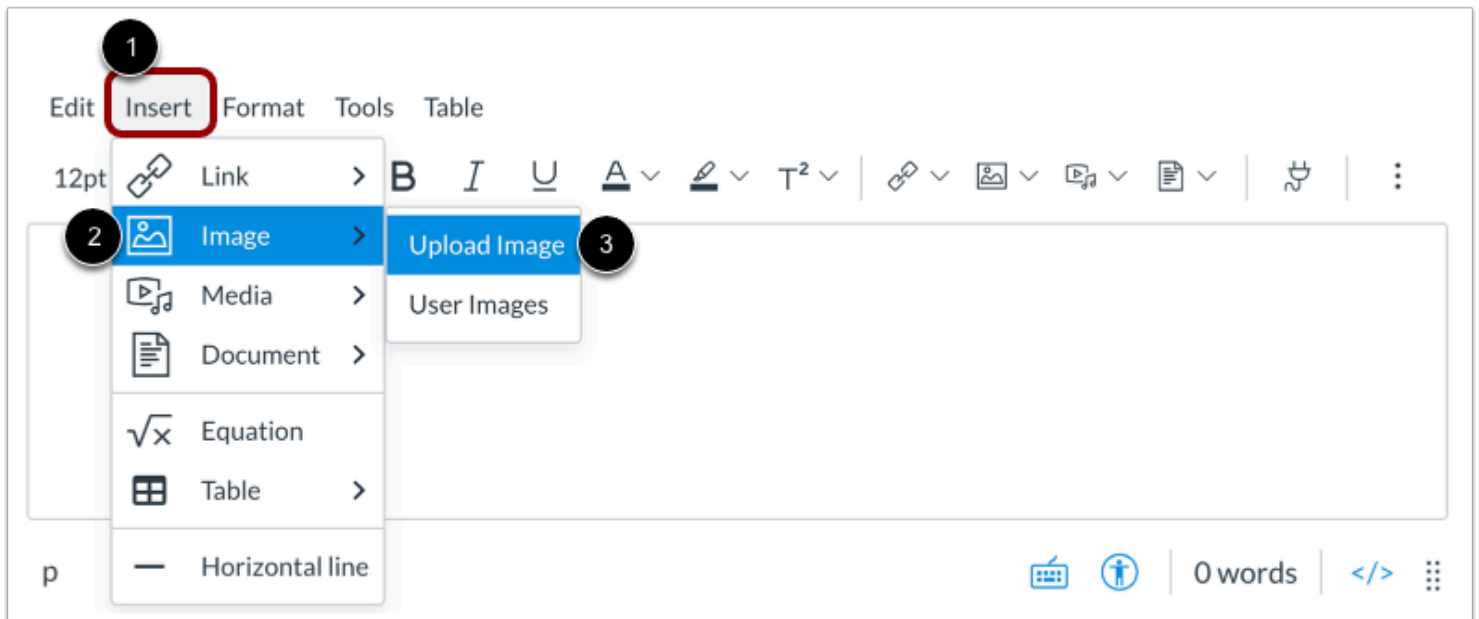 1
Edit Insert Format Tools Table
12pt B I U A T²
Link
2 Image
Upload Image 3
User Images
Media
Document
√x Equation
Table
Horizontal line
p 0 words </>